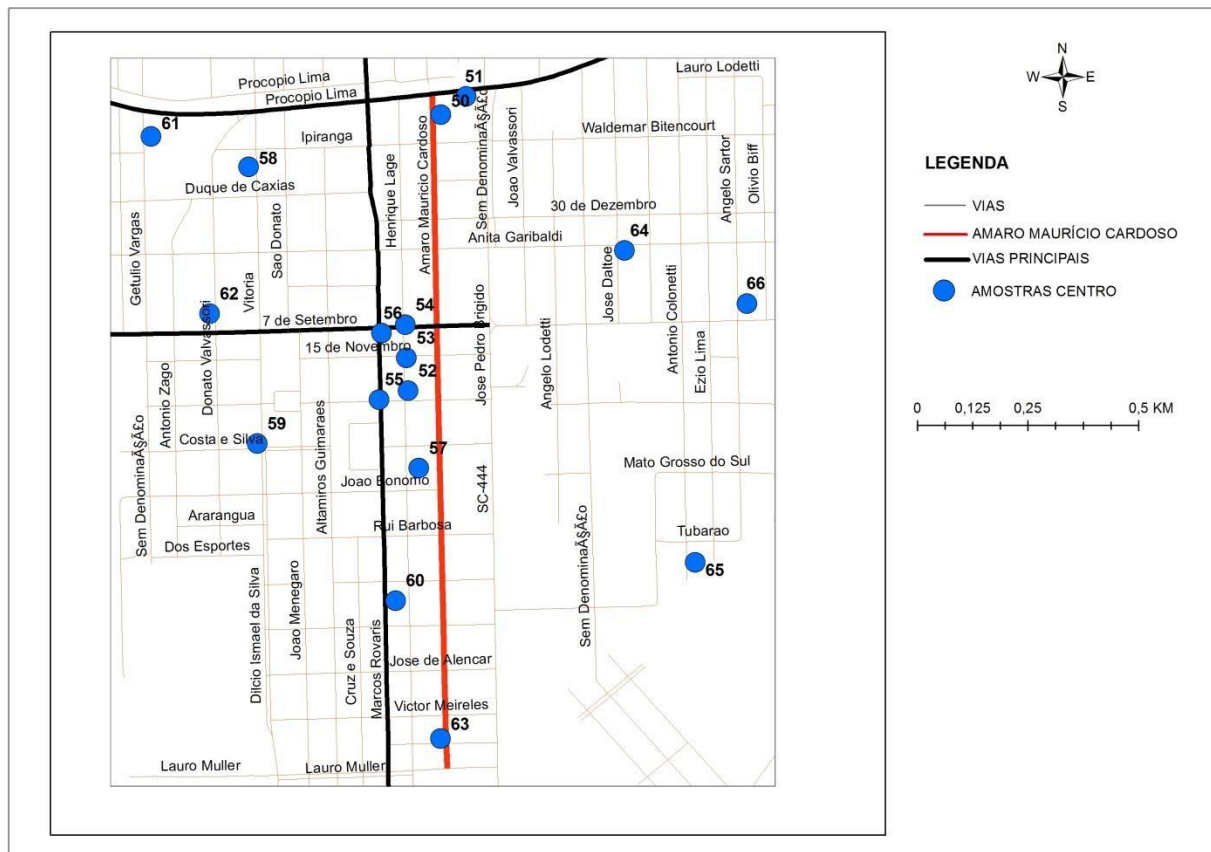 N
W E
S
LEGENDA
VIAS
AMARO MAURÍCIO CARDOSO
VIAS PRINCIPAIS
AMOSTRAS CENTRO
0 0,125 0,25 0,5 KM
Procopio Lima
Procopio Lima
51
50
Lauro Lodetti
61
Ipiranga
Waldemar Bitencourt
58
Duque de Caxias
Getulio Vargas
Sao Donato
Henrique Lage
Amaro Mauricio Cardoso
Sem DenominaÃ§Ã£o
Joao Valvassori
Angelo Sartor
Olivio Biff
30 de Dezembro
Anita Garibaldi
64
Jose Daltoe
66
62
Vitoria
Donato Valvassori
7 de Setembro
56
54
15 de Novembro
53
52
55
Jose Pedro Brigido
Angelo Lodetti
Antonio Colonetti
Ezio Lima
Antonio Zago
Sem DenominaÃ§Ã£o
Costa e Silva
59
Altamiros Guimaraes
57
Joao Bonomo
Mato Grosso do Sul
SC-444
Ararangua
Rui Barbosa
Dos Esportes
Tubarao
65
Sem DenominaÃ§Ã£o
60
Dilcio Ismael da Silva
Joao Menegaro
Cruz e Souza
Marcos Rovaris
Jose de Alencar
Victor Meireles
63
Lauro Muller
Lauro Muller